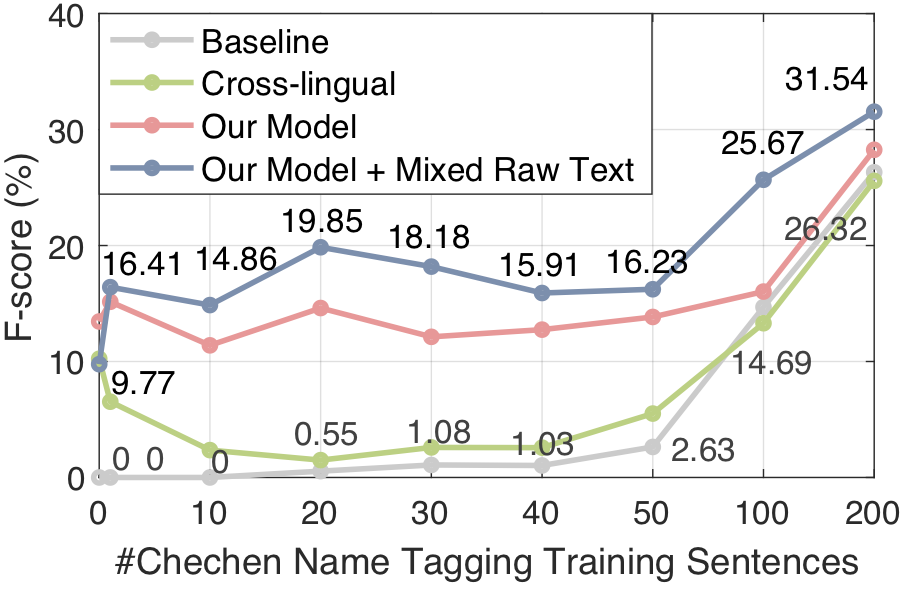 40
30
20
10
0
F-score (%)
Baseline
Cross-lingual
Our Model
Our Model + Mixed Raw Text
31.54
25.67
19.85
18.18
16.41
14.86
15.91
16.23
26.32
9.77
14.69
0 0 0
0.55
1.08
1.03
2.63
0 10 20 30 40 50 100 200
#Chechen Name Tagging Training Sentences